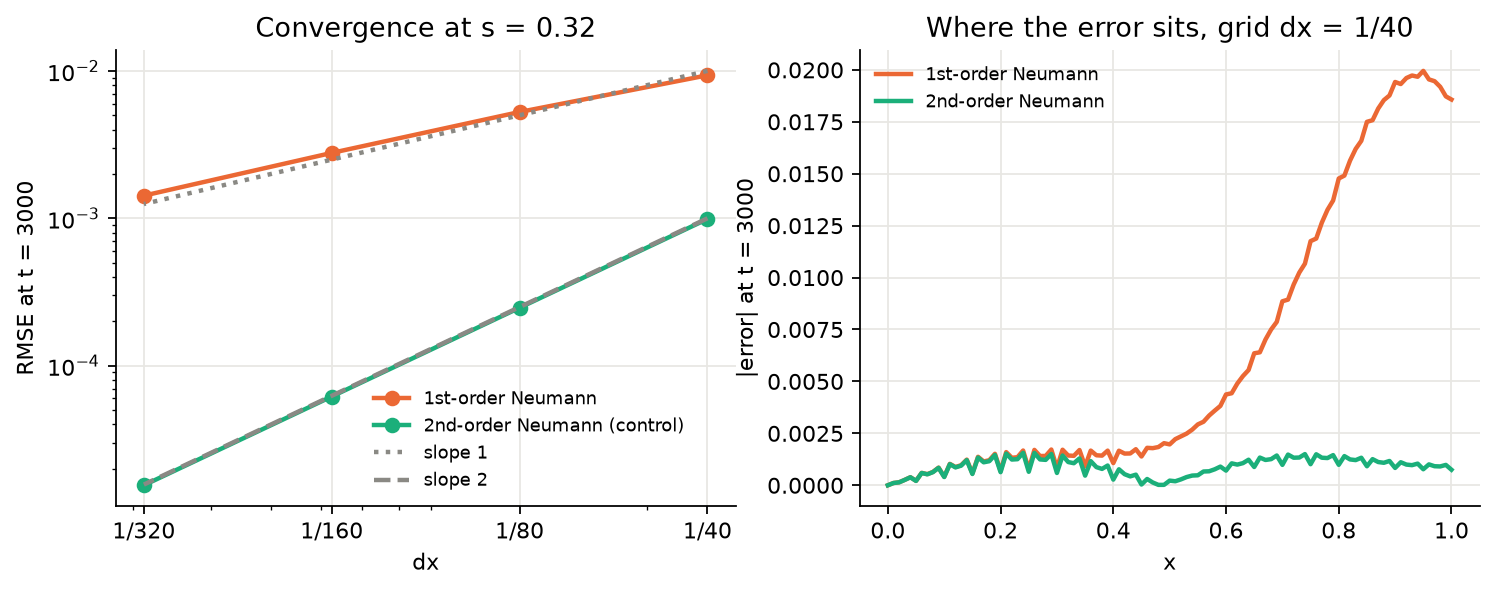 Convergence at s = 0.32
RMSE at t = 3000
10⁻²
10⁻³
10⁻⁴
1st-order Neumann
2nd-order Neumann (control)
slope 1
slope 2
1/320
1/160
1/80
1/40
dx
Where the error sits, grid dx = 1/40
|error| at t = 3000
1st-order Neumann
2nd-order Neumann
0.0200
0.0175
0.0150
0.0125
0.0100
0.0075
0.0050
0.0025
0.0000
0.0
0.2
0.4
0.6
0.8
1.0
x